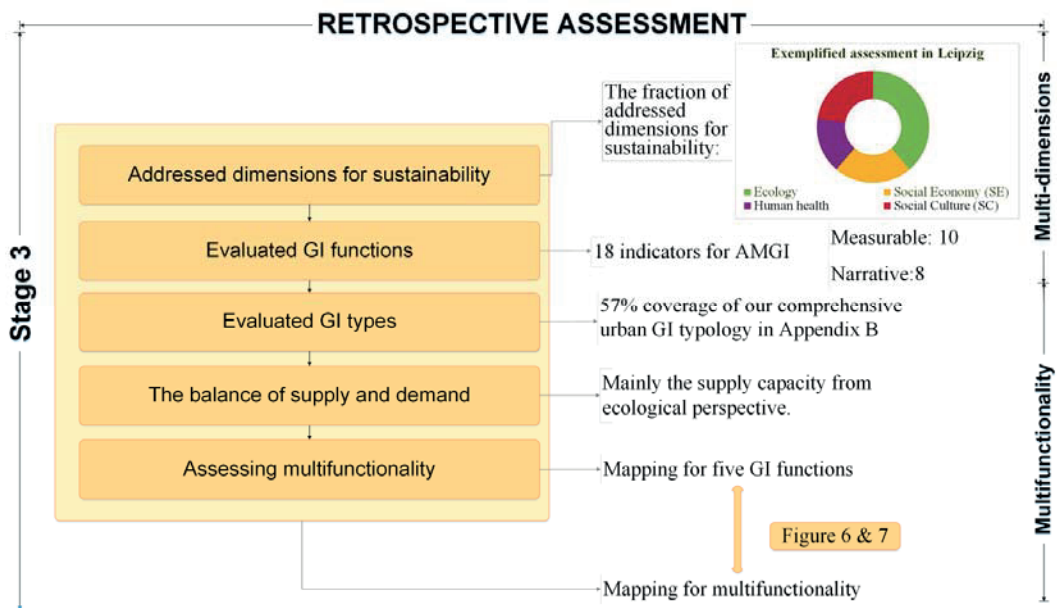 RETROSPECTIVE ASSESSMENT
Stage 3
Addressed dimensions for sustainability
The fraction of
addressed
dimensions for
sustainability:
Exemplified assessment in Leipzig
Ecology
Social Economy (SE)
Human health
Social Culture (SC)
Multi-dimensions
Evaluated GI functions
18 indicators for AMGI
Measurable: 10
Narrative:8
Evaluated GI types
57% coverage of our comprehensive
urban GI typology in Appendix B
The balance of supply and demand
Mainly the supply capacity from
ecological perspective.
Assessing multifunctionality
Mapping for five GI functions
Figure 6 & 7
Mapping for multifunctionality
Multifunctionality